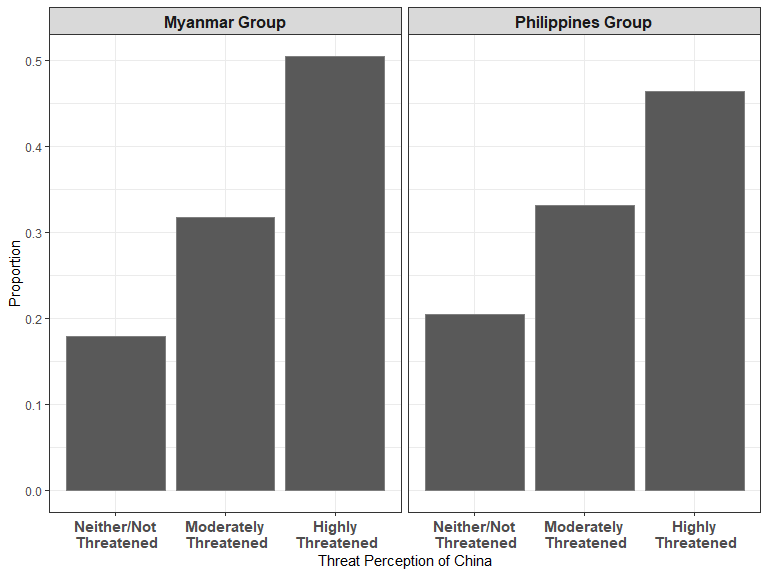 Myanmar Group
Philippines Group
Proportion
0.5
0.4
0.3
0.2
0.1
0.0
Neither/Not
Threatened
Moderately
Threatened
Highly
Threatened
Neither/Not
Threatened
Moderately
Threatened
Highly
Threatened
Threat Perception of China